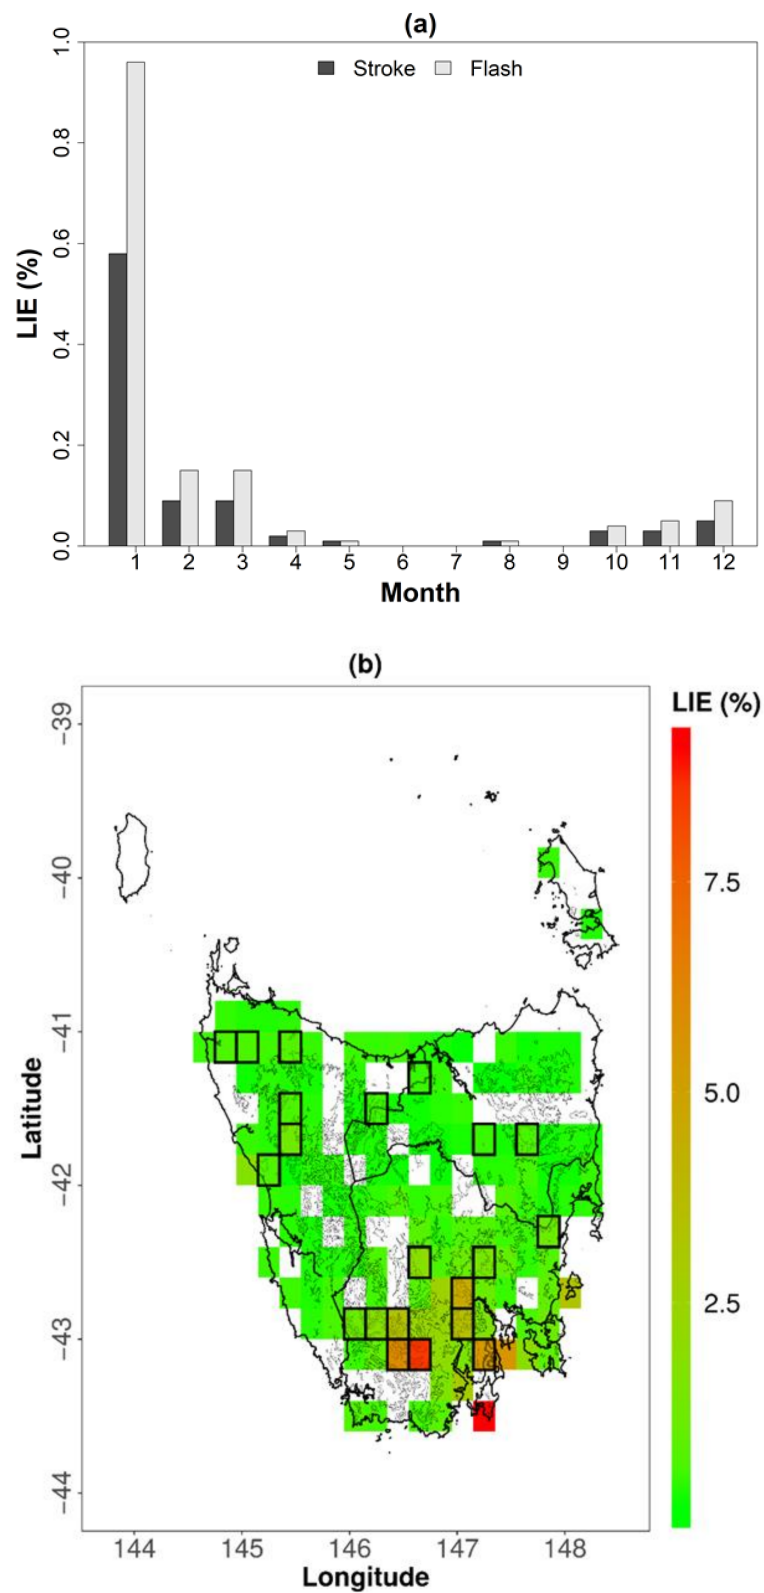 (a)
Stroke Flash
LIE (%)
1.0
0.8
0.6
0.4
0.2
0.0
1 2 3 4 5 6 7 8 9 10 11 12
Month
(b)
LIE (%)
7.5
5.0
2.5
Latitude
−39
−40
−41
−42
−43
−44
144 145 146 147 148
Longitude